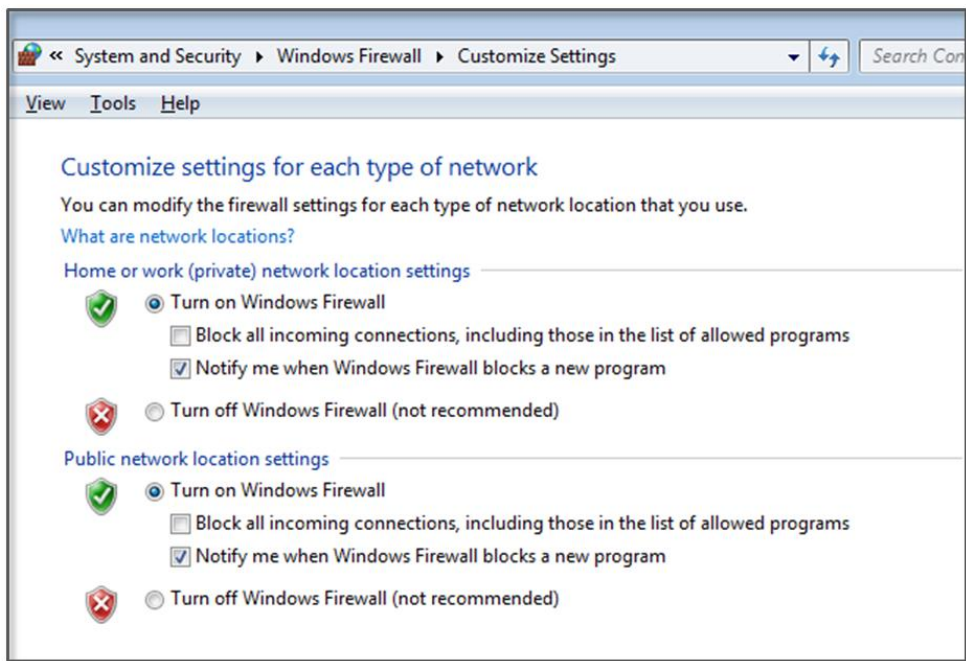 « System and Security ▸ Windows Firewall ▸ Customize Settings
Search Con
View Tools Help
Customize settings for each type of network
You can modify the firewall settings for each type of network location that you use.
What are network locations?
Home or work (private) network location settings
Turn on Windows Firewall
Block all incoming connections, including those in the list of allowed programs
Notify me when Windows Firewall blocks a new program
Turn off Windows Firewall (not recommended)
Public network location settings
Turn on Windows Firewall
Block all incoming connections, including those in the list of allowed programs
Notify me when Windows Firewall blocks a new program
Turn off Windows Firewall (not recommended)